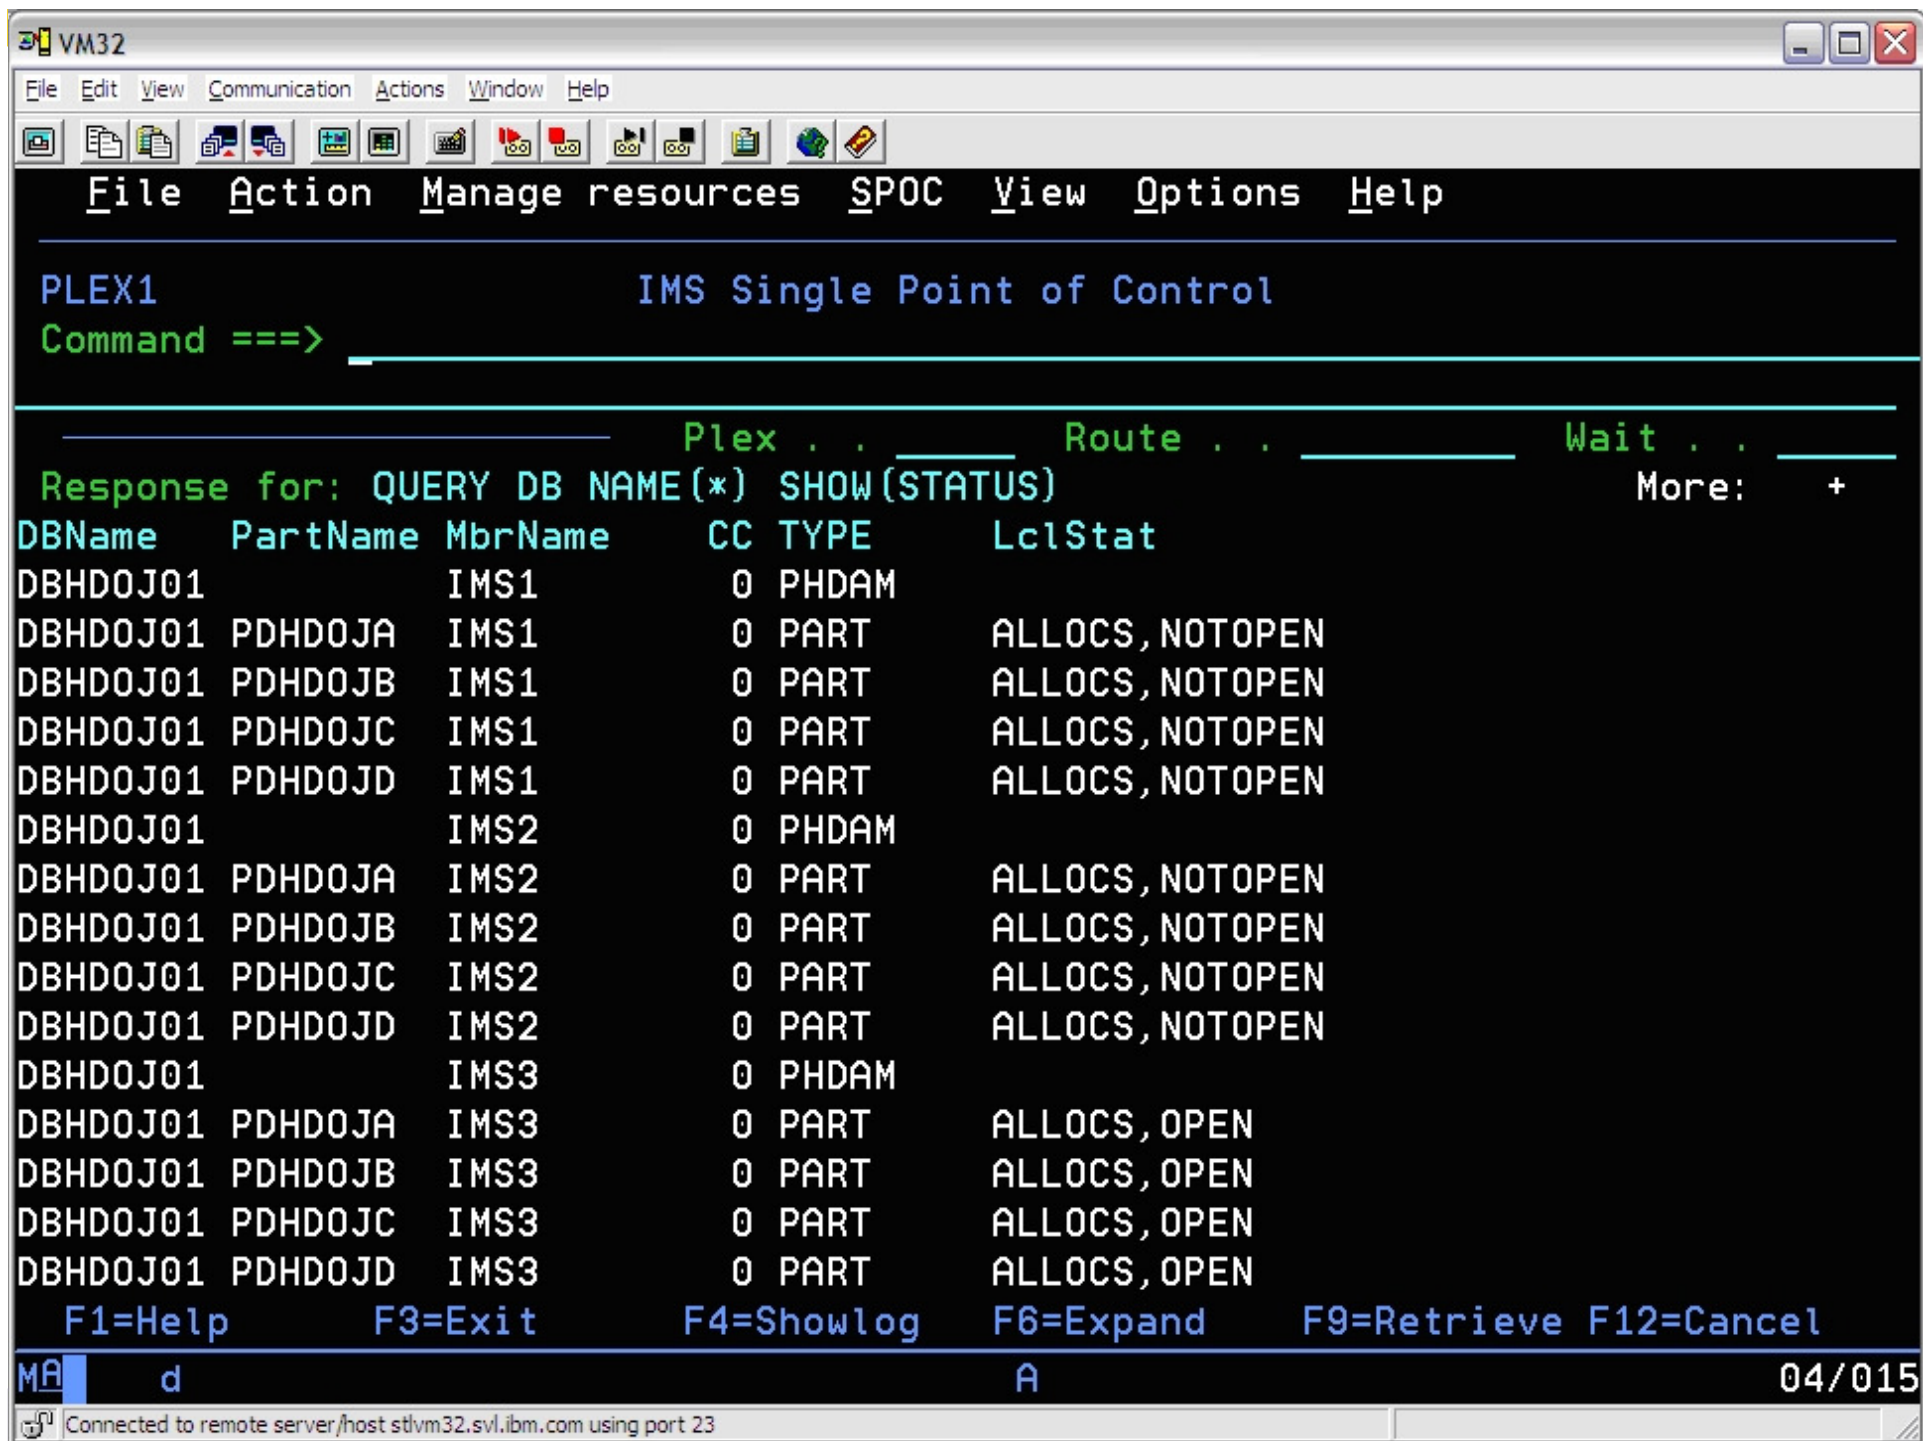 VM32
File Edit View Communication Actions Window Help
File Action Manage resources SPOC View Options Help
PLEX1 IMS Single Point of Control
Command ===>
Plex . . Route . . Wait . .
Response for: QUERY DB NAME(*) SHOW(STATUS) More: +
DBName PartName MbrName CC TYPE LclStat
DBHDOJ01 IMS1 0 PHDAM
DBHDOJ01 PDHDOJA IMS1 0 PART ALLOCS,NOTOPEN
DBHDOJ01 PDHDOJB IMS1 0 PART ALLOCS,NOTOPEN
DBHDOJ01 PDHDOJC IMS1 0 PART ALLOCS,NOTOPEN
DBHDOJ01 PDHDOJD IMS1 0 PART ALLOCS,NOTOPEN
DBHDOJ01 IMS2 0 PHDAM
DBHDOJ01 PDHDOJA IMS2 0 PART ALLOCS,NOTOPEN
DBHDOJ01 PDHDOJB IMS2 0 PART ALLOCS,NOTOPEN
DBHDOJ01 PDHDOJC IMS2 0 PART ALLOCS,NOTOPEN
DBHDOJ01 PDHDOJD IMS2 0 PART ALLOCS,NOTOPEN
DBHDOJ01 IMS3 0 PHDAM
DBHDOJ01 PDHDOJA IMS3 0 PART ALLOCS,OPEN
DBHDOJ01 PDHDOJB IMS3 0 PART ALLOCS,OPEN
DBHDOJ01 PDHDOJC IMS3 0 PART ALLOCS,OPEN
DBHDOJ01 PDHDOJD IMS3 0 PART ALLOCS,OPEN
F1=Help F3=Exit F4=Showlog F6=Expand F9=Retrieve F12=Cancel
MA d A 04/015
Connected to remote server/host stlvm32.svl.ibm.com using port 23